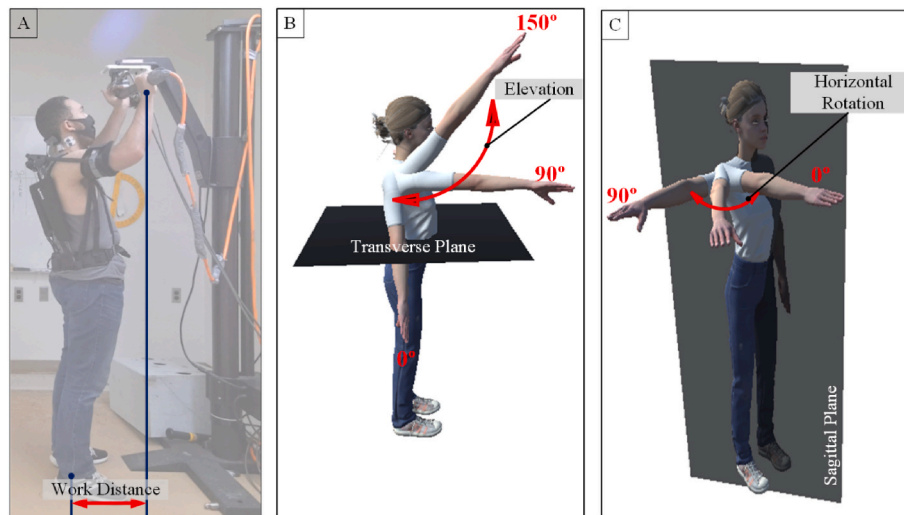 A
Work Distance
B
150º
Elevation
90º
Transverse Plane
0º
C
Horizontal
Rotation
0º
90º
Sagittal Plane